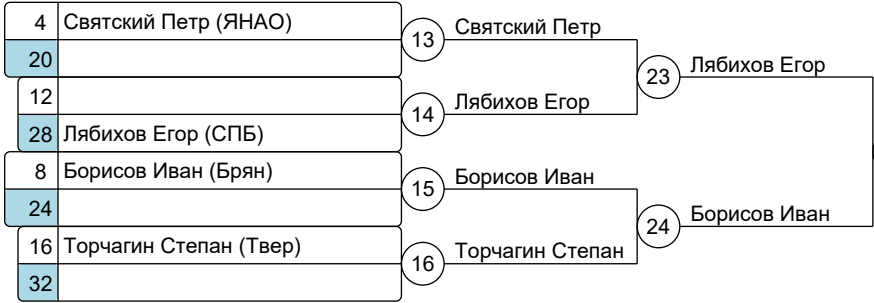 4 Святский Петр (ЯНАО)
20
13 Святский Петр
12
28 Лябихов Егор (СПБ)
14 Лябихов Егор
23 Лябихов Егор
8 Борисов Иван (Брян)
24
15 Борисов Иван
16 Торчагин Степан (Твер)
32
16 Торчагин Степан
24 Борисов Иван